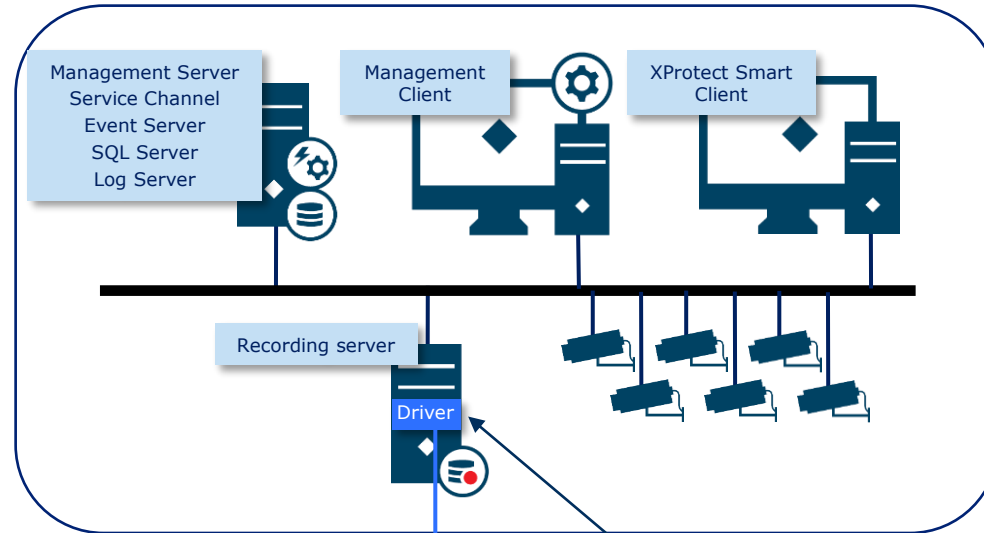 Management Server
Service Channel
Event Server
SQL Server
Log Server
Management
Client
XProtect Smart
Client
Recording server
Driver